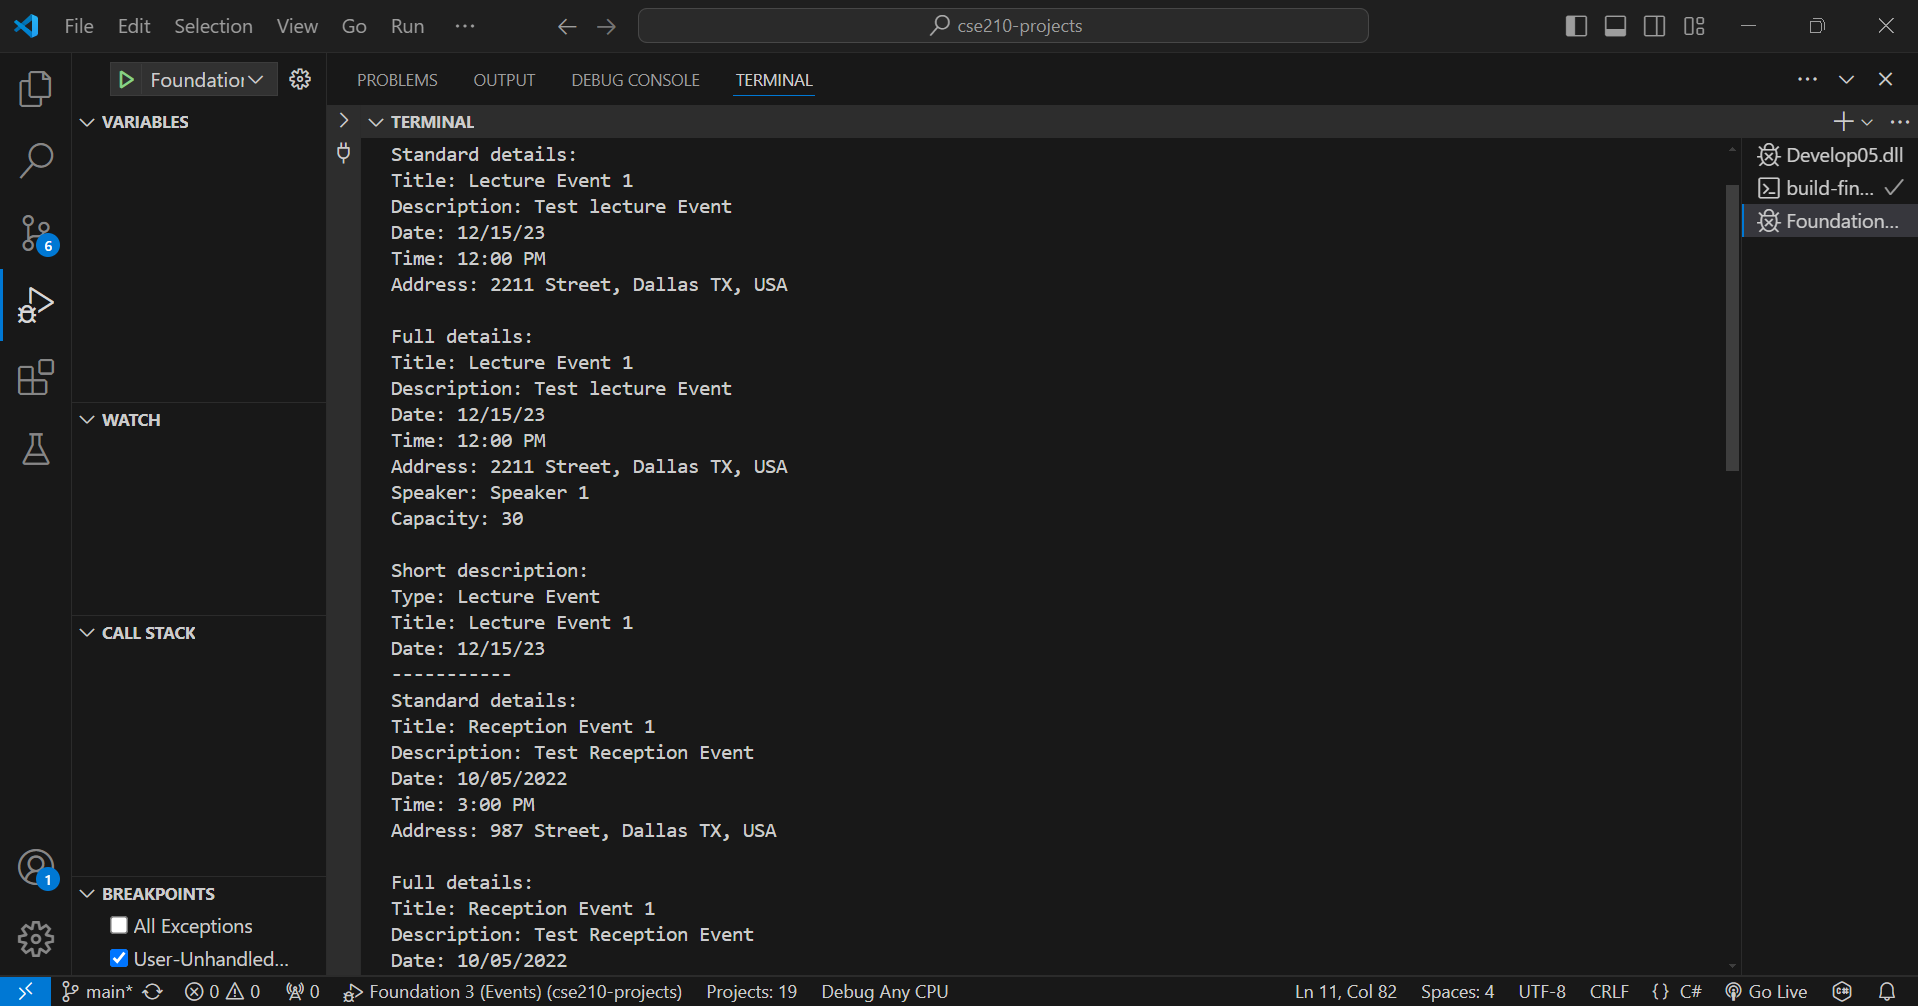 File Edit Selection View Go Run ··· cse210-projects
Foundation PROBLEMS OUTPUT DEBUG CONSOLE TERMINAL
VARIABLES
WATCH
CALL STACK
BREAKPOINTS
All Exceptions
User-Unhandled...
6
1
TERMINAL
Standard details:
Title: Lecture Event 1
Description: Test lecture Event
Date: 12/15/23
Time: 12:00 PM
Address: 2211 Street, Dallas TX, USA
Full details:
Title: Lecture Event 1
Description: Test lecture Event
Date: 12/15/23
Time: 12:00 PM
Address: 2211 Street, Dallas TX, USA
Speaker: Speaker 1
Capacity: 30
Short description:
Type: Lecture Event
Title: Lecture Event 1
Date: 12/15/23
-----------
Standard details:
Title: Reception Event 1
Description: Test Reception Event
Date: 10/05/2022
Time: 3:00 PM
Address: 987 Street, Dallas TX, USA
Full details:
Title: Reception Event 1
Description: Test Reception Event
Date: 10/05/2022
Develop05.dll
build-fin...
Foundation...
main* 0 0 0 Foundation 3 (Events) (cse210-projects) Projects: 19 Debug Any CPU Ln 11, Col 82 Spaces: 4 UTF-8 CRLF {} C# Go Live